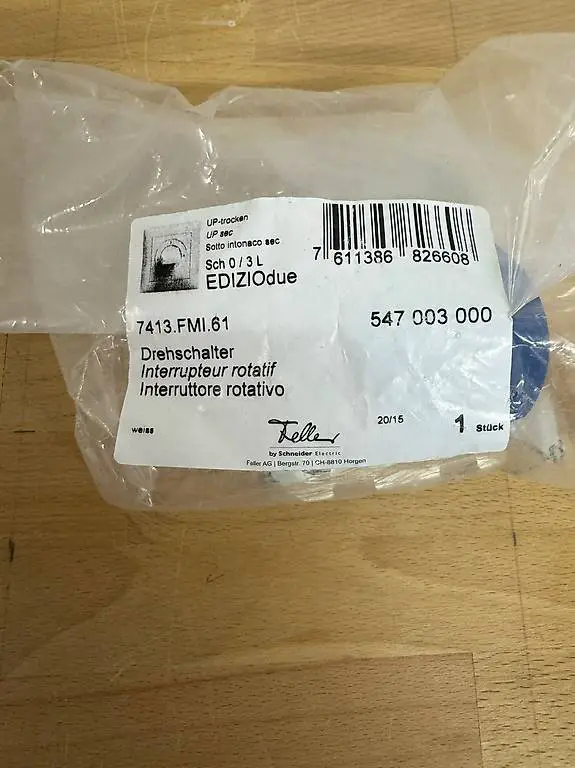 UP-trocken
UP sec
Sotto intonaco sec
Sch 0 / 3 L
EDIZIOdue
7 611386 826608
7413.FMI.61
547 003 000
Drehschalter
Interrupteur rotatif
Interruttore rotativo
weiss
Feller
by Schneider Electric
Feller AG | Bergstr. 70 | CH-8810 Horgen
20/15
1 Stück